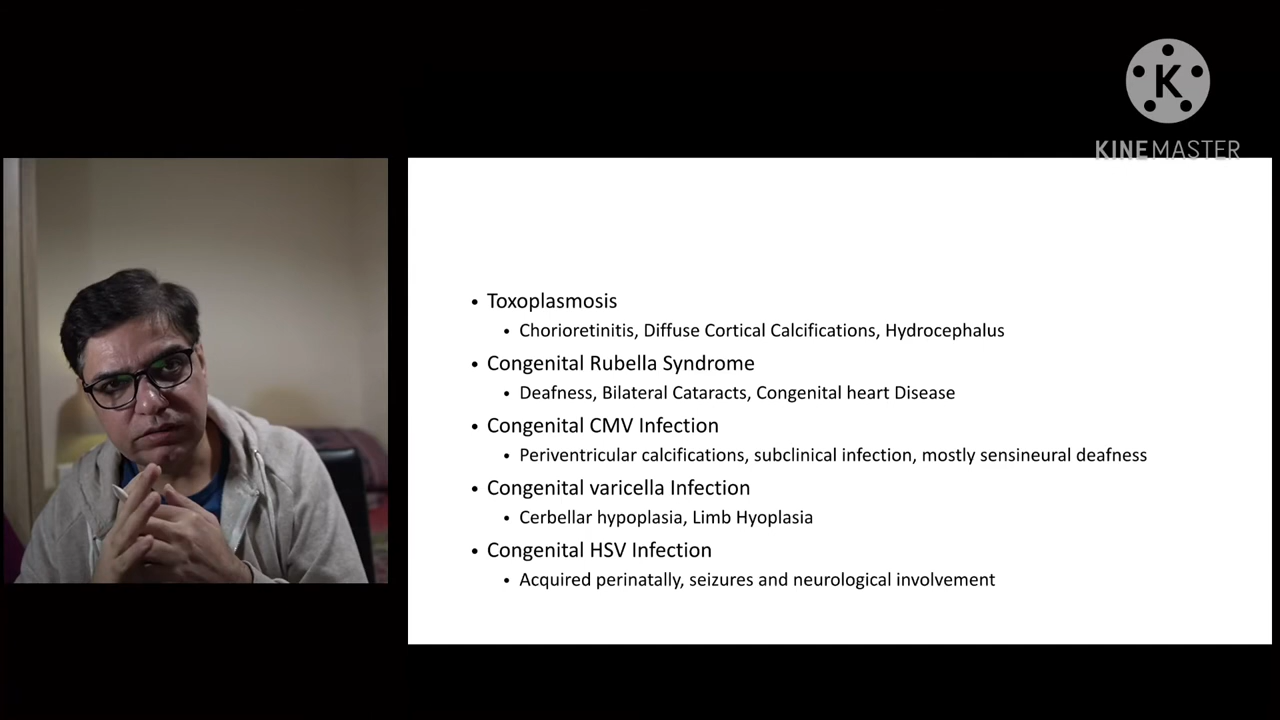 K
KINEMASTER
• Toxoplasmosis
• Chorioretinitis, Diffuse Cortical Calcifications, Hydrocephalus
• Congenital Rubella Syndrome
• Deafness, Bilateral Cataracts, Congenital heart Disease
• Congenital CMV Infection
• Periventricular calcifications, subclinical infection, mostly sensineural deafness
• Congenital varicella Infection
• Cerbellar hypoplasia, Limb Hyoplasia
• Congenital HSV Infection
• Acquired perinatally, seizures and neurological involvement